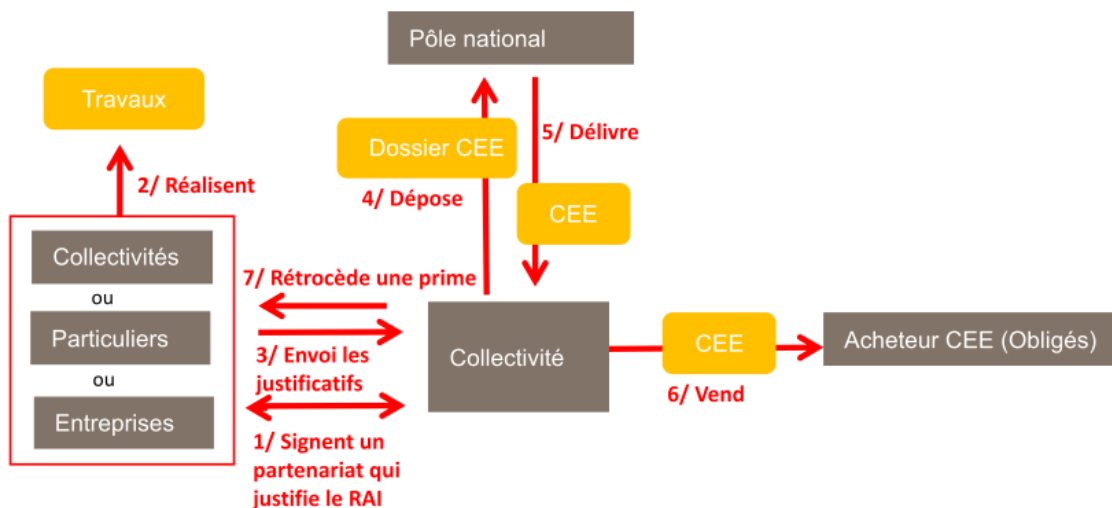 Pôle national
Travaux
5/ Délivre
Dossier CEE
2/ Réalisent
4/ Dépose
CEE
Collectivités
7/ Rétrocède une prime
ou
Particuliers
3/ Envoi les
justificatifs
Collectivité
CEE
Acheteur CEE (Obligés)
ou
6/ Vend
Entreprises
1/ Signent un
partenariat qui
justifie le RAI